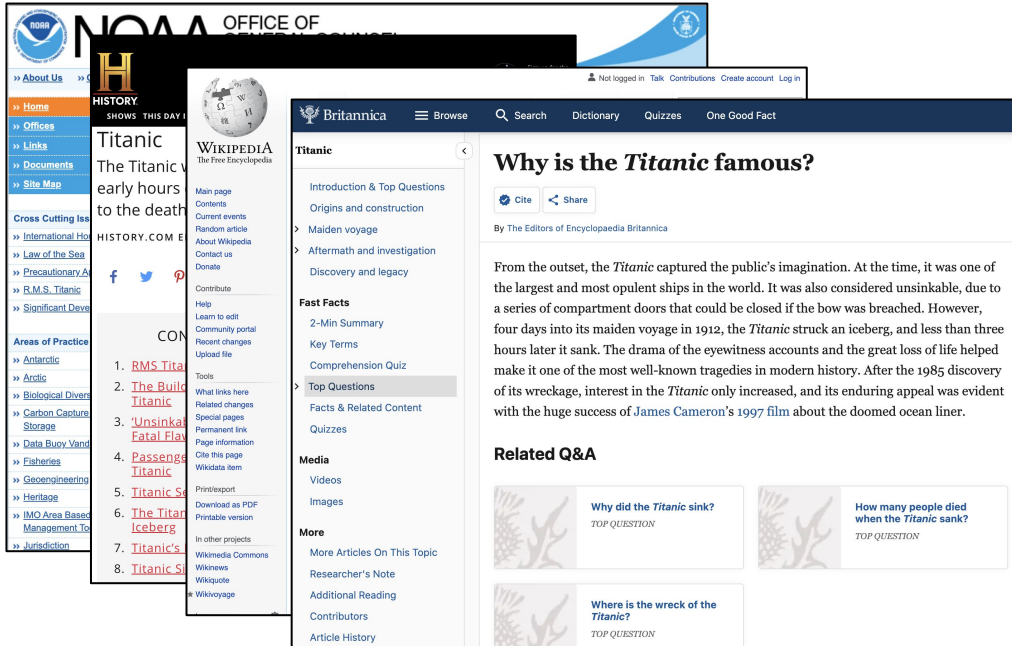 NOAA
NOAA
OFFICE OF
» About Us »
» Home
» Offices
» Links
» Documents
» Site Map
Cross Cutting
» International
» Law of the Sea
» Precautionary
» R.M.S. Titanic
» Significant
Areas of Practice
» Antarctic
» Arctic
» Biological
» Carbon Capture
Storage
» Data Buoy
» Fisheries
» Geoengineering
» Heritage
» IMO Area Based
Management
» Jurisdiction
H
HISTORY
SHOWS THIS DAY
Titanic
The Titanic
early hours
to the death
HISTORY.COM
1. RMS
2. The
Titanic
3.
Fatal
4.
Titanic
5. Titanic
6. The
Iceberg
7. Titanic's
8. Titanic
Not logged in Talk Contributions Create account Log in
WIKIPEDIA
The Free Encyclopedia
Main page
Contents
Current events
Random article
About Wikipedia
Contact us
Donate
Contribute
Help
Learn to edit
Community portal
Recent changes
Upload file
Tools
What links here
Related changes
Special pages
Permanent link
Page information
Cite this page
Wikidata item
Print/export
Download as PDF
Printable version
In other projects
Wikimedia Commons
Wikinews
Wikiquote
Wikivoyage
Britannica
Browse
Search
Dictionary
Quizzes
One Good Fact
Titanic
Introduction & Top Questions
Origins and construction
Maiden voyage
Aftermath and investigation
Discovery and legacy
Fast Facts
2-Min Summary
Key Terms
Comprehension Quiz
Top Questions
Facts & Related Content
Quizzes
Media
Videos
Images
More
More Articles On This Topic
Researcher's Note
Additional Reading
Contributors
Article History
Why is the Titanic famous?
Cite
Share
By The Editors of Encyclopaedia Britannica
From the outset, the Titanic captured the public's imagination. At the time, it was one of
the largest and most opulent ships in the world. It was also considered unsinkable, due to
a series of compartment doors that could be closed if the bow was breached. However,
four days into its maiden voyage in 1912, the Titanic struck an iceberg, and less than three
hours later it sank. The drama of the eyewitness accounts and the great loss of life helped
make it one of the most well-known tragedies in modern history. After the 1985 discovery
of its wreckage, interest in the Titanic only increased, and its enduring appeal was evident
with the huge success of James Cameron's 1997 film about the doomed ocean liner.
Related Q&A
Why did the Titanic sink?
TOP QUESTION
How many people died
when the Titanic sank?
TOP QUESTION
Where is the wreck of the
Titanic?
TOP QUESTION